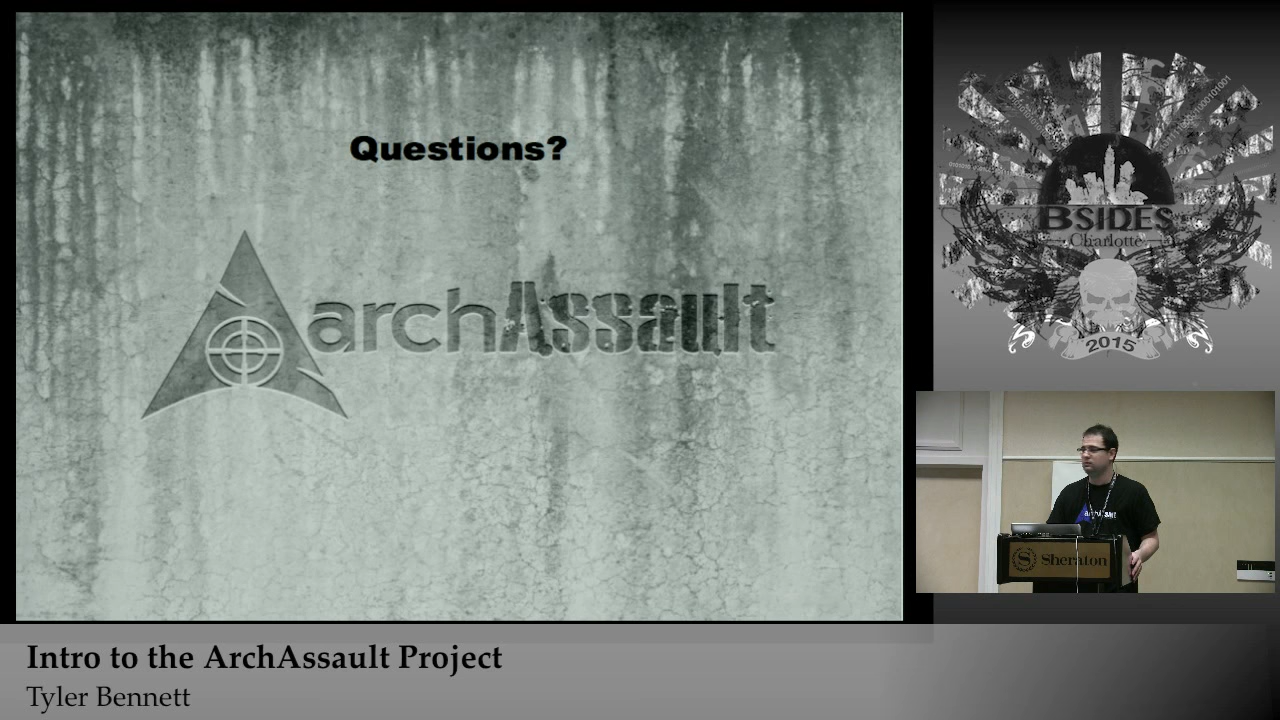 Questions?
archAssault
BSIDES
Charlotte
2015
Sheraton
Intro to the ArchAssault Project
Tyler Bennett